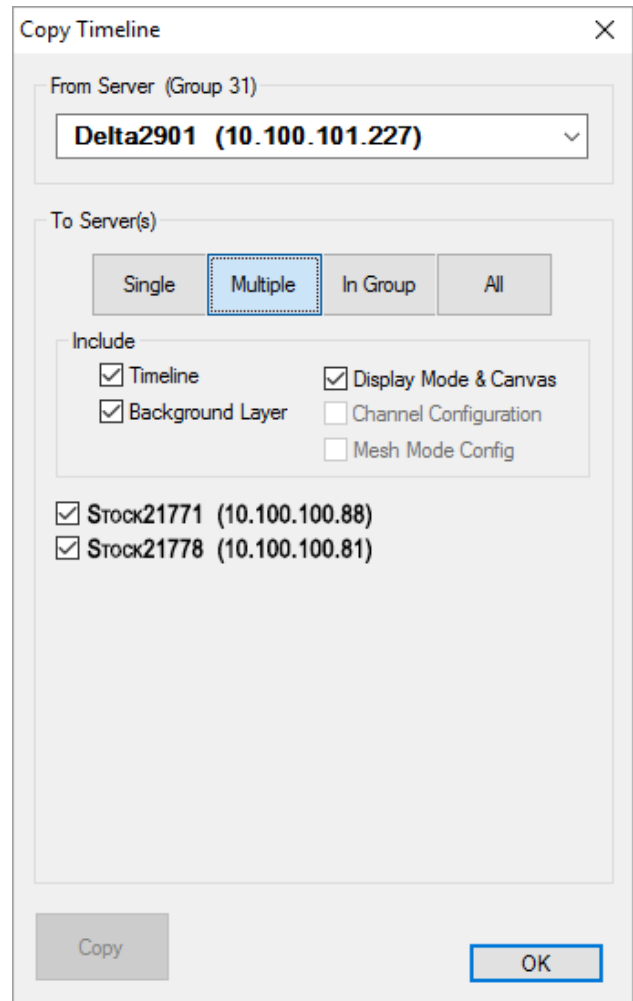 Copy Timeline
From Server (Group 31)
Delta2901 (10.100.101.227)
To Server(s)
Single Multiple In Group All
Include
Timeline Display Mode & Canvas
Background Layer Channel Configuration
Mesh Mode Config
Stock21771 (10.100.100.88)
Stock21778 (10.100.100.81)
Copy OK